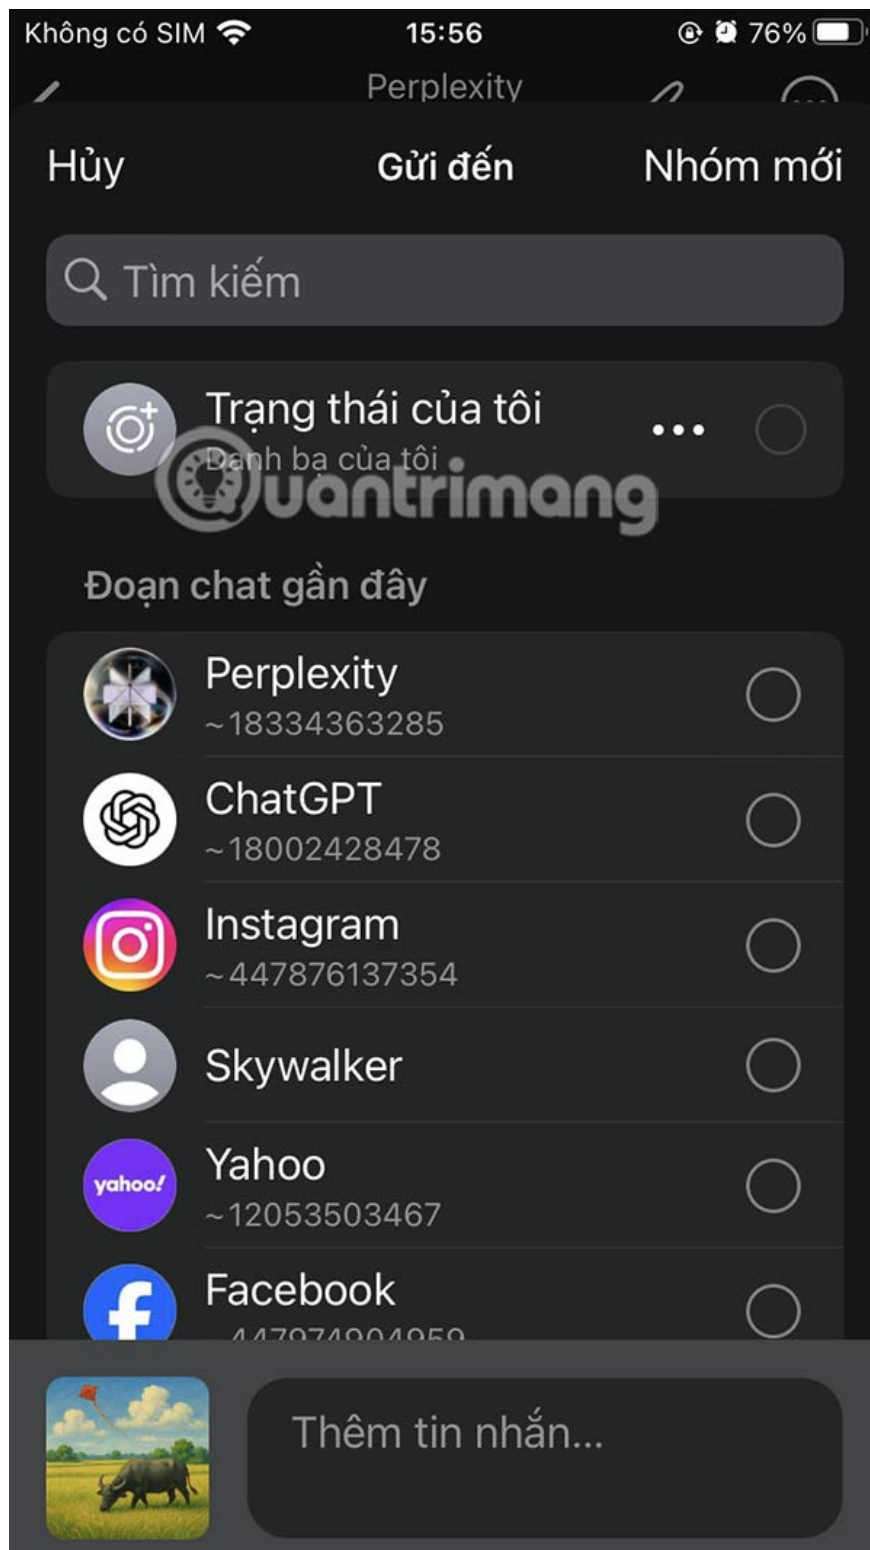 Không có SIM 15:56 76%
Perplexity
Hủy Gửi đến Nhóm mới
Tìm kiếm
Trạng thái của tôi
Danh bạ của tôi
Quantrimang
Đoạn chat gần đây
Perplexity
~18334363285
ChatGPT
~18002428478
Instagram
~447876137354
Skywalker
yahoo!
Yahoo
~12053503467
Facebook
447974904959
Thêm tin nhắn...